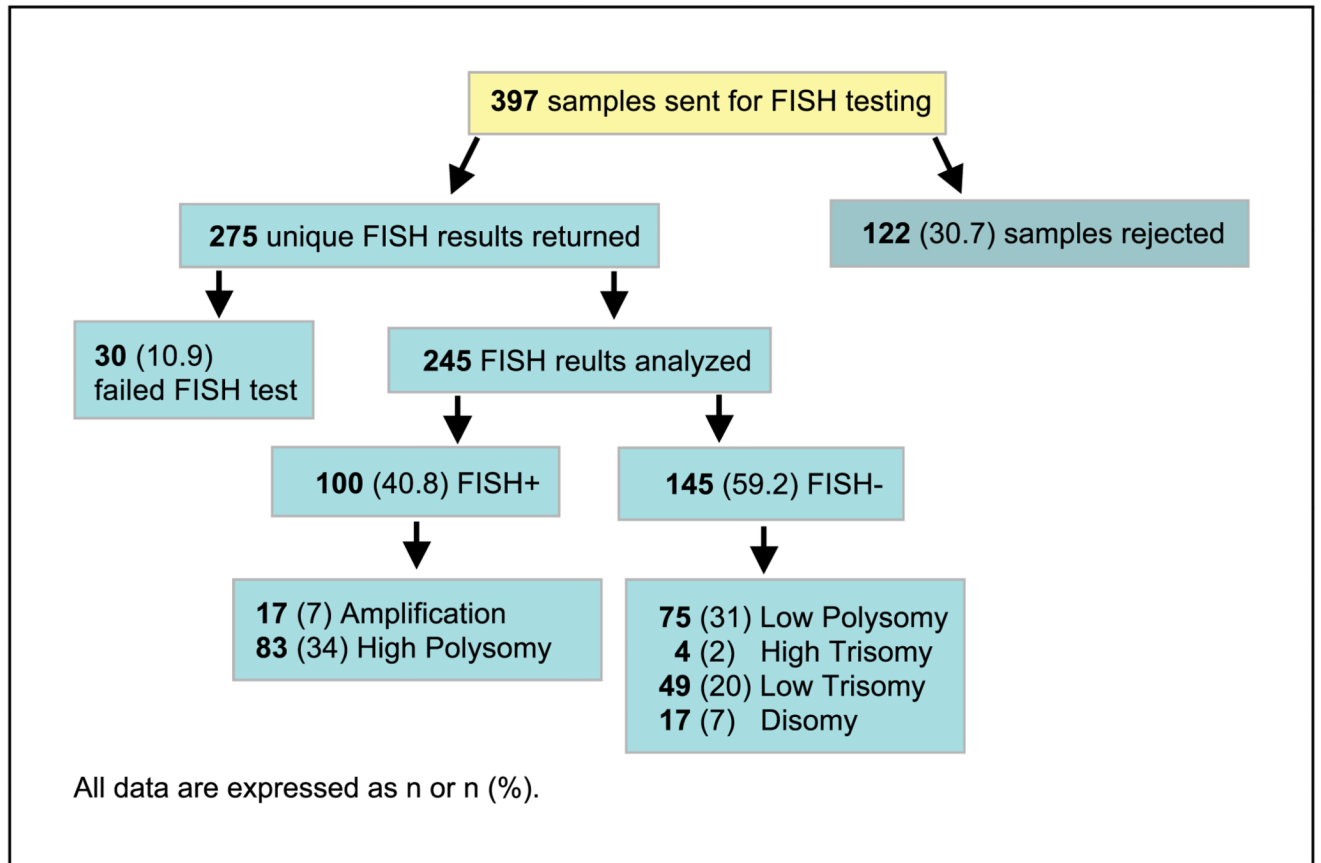 397 samples sent for FISH testing
275 unique FISH results returned
122 (30.7) samples rejected
30 (10.9)
failed FISH test
245 FISH reults analyzed
100 (40.8) FISH+
145 (59.2) FISH-
17 (7) Amplification
83 (34) High Polysomy
75 (31) Low Polysomy
4 (2) High Trisomy
49 (20) Low Trisomy
17 (7) Disomy
All data are expressed as n or n (%).